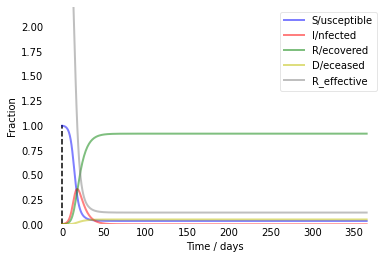 2.00
1.75
1.50
1.25
1.00
0.75
0.50
0.25
0.00
Fraction
0 50 100 150 200 250 300 350
Time / days
S/usceptible
I/nfected
R/ecovered
D/eceased
R_effective